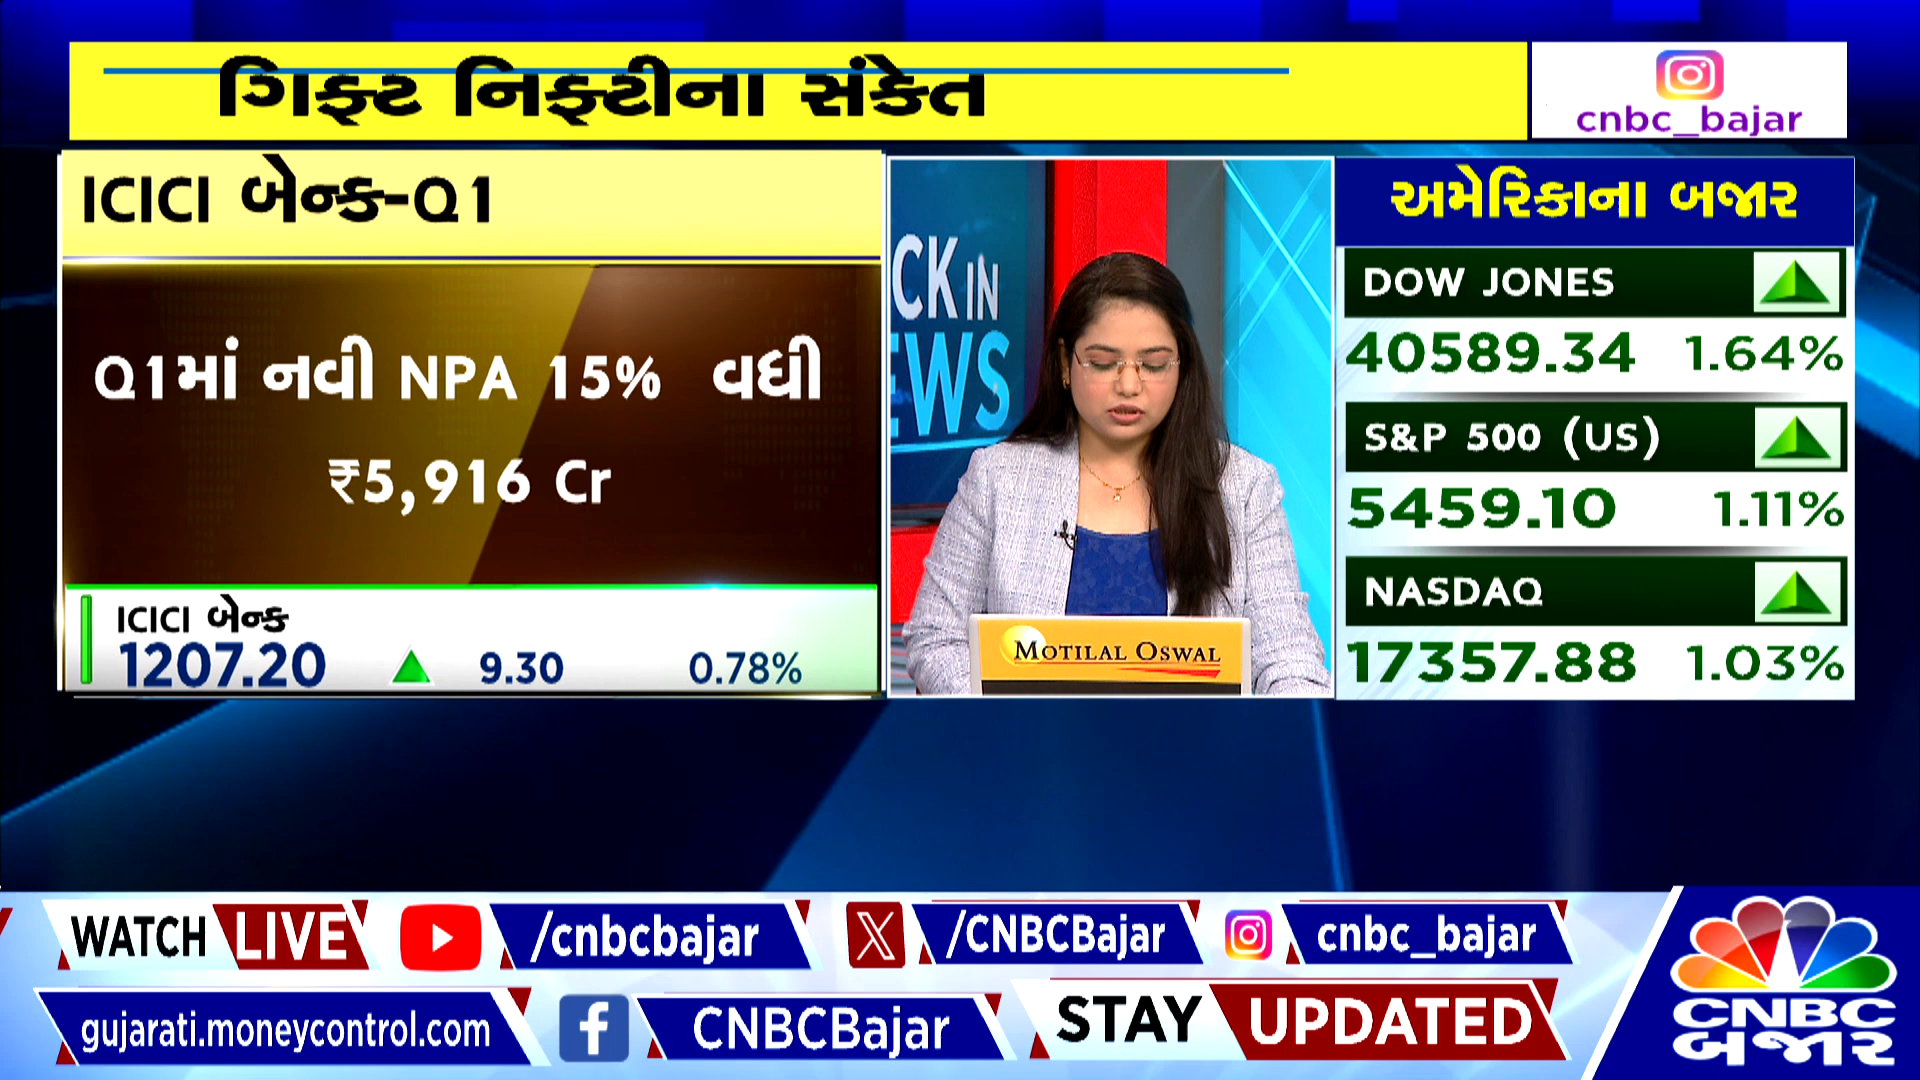 ગિફ્ટ નિફ્ટીના સંકેત
cnbc_bajar
ICICI બેન્ક-Q1
Q1માં નવી NPA 15% વધી
₹5,916 Cr
ICICI બેન્ક
1207.20 9.30 0.78%
CK IN
EWS
MOTILAL OSWAL
અમેરિકાના બજાર
DOW JONES
40589.34 1.64%
S&P 500 (US)
5459.10 1.11%
NASDAQ
17357.88 1.03%
WATCH LIVE /cnbcbajar /CNBCBajar cnbc_bajar
gujarati.moneycontrol.com CNBCBajar STAY UPDATED
CNBC
બજાર